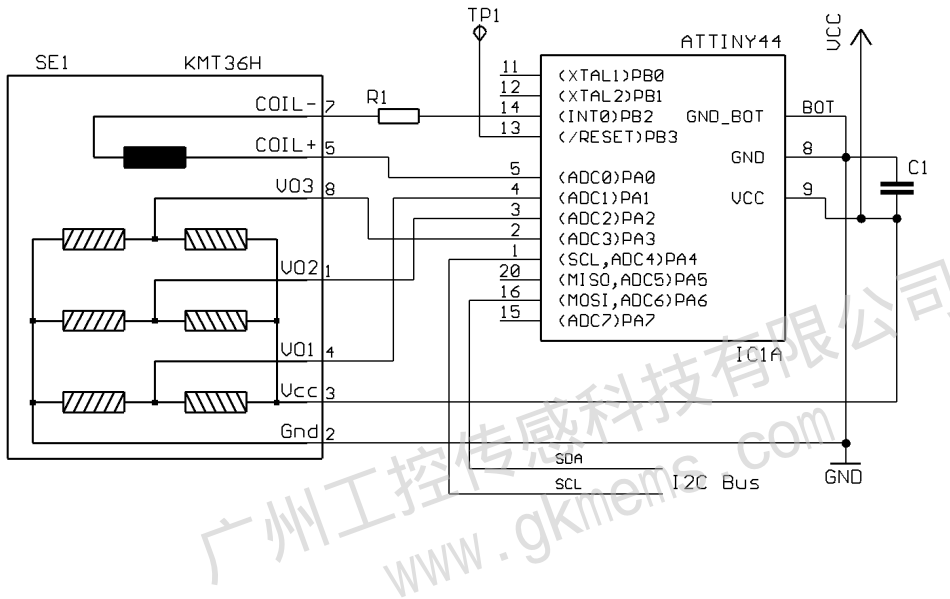 TP1
SE1 KMT36H
ATTINY44
VCC
COIL- 7
R1
COIL+ 5
VO3 8
VO2 1
VO1 4
Vcc 3
Gnd 2
11 (XTAL1)PB0
12 (XTAL2)PB1
14 (INT0)PB2
13 (/RESET)PB3
5 (ADC0)PA0
4 (ADC1)PA1
3 (ADC2)PA2
2 (ADC3)PA3
1 (SCL,ADC4)PA4
20 (MISO,ADC5)PA5
16 (MOSI,ADC6)PA6
15 (ADC7)PA7
GND_BOT BOT
GND 8
VCC 9
C1
IC1A
SDA
SCL
I2C Bus
GND
广州工控传感科技有限公司
www.gkmems.com